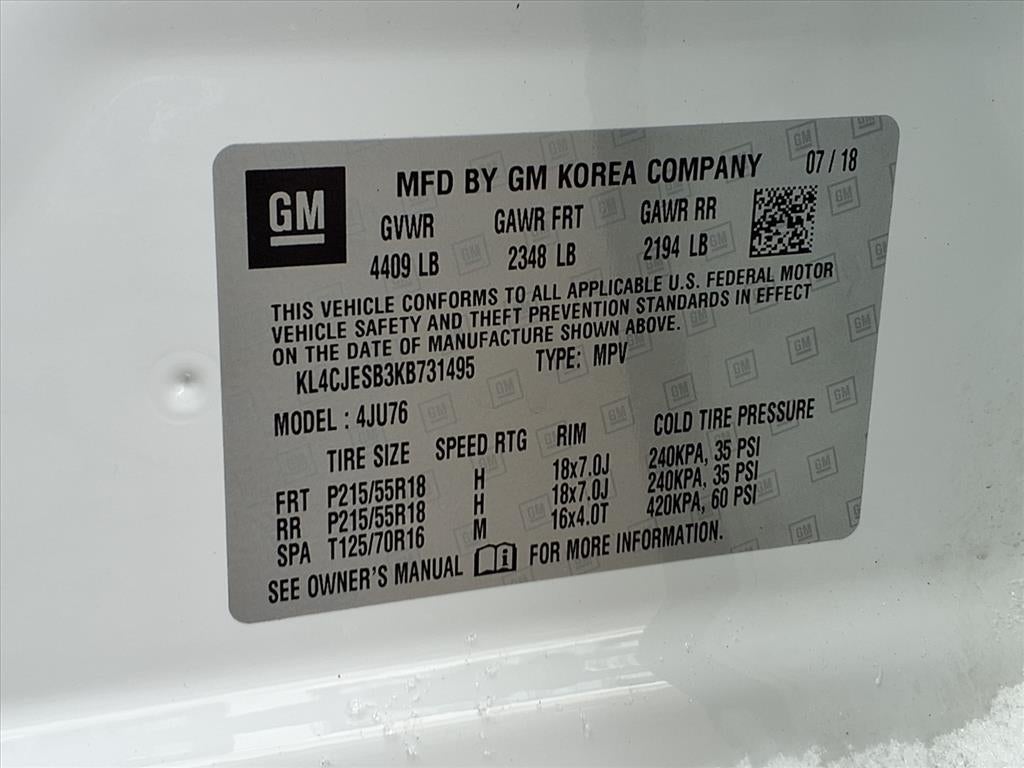 GM
MFD BY GM KOREA COMPANY 07 / 18
GVWR GAWR FRT GAWR RR
4409 LB 2348 LB 2194 LB
THIS VEHICLE CONFORMS TO ALL APPLICABLE U.S. FEDERAL MOTOR
VEHICLE SAFETY AND THEFT PREVENTION STANDARDS IN EFFECT
ON THE DATE OF MANUFACTURE SHOWN ABOVE.
KL4CJESB3KB731495 TYPE: MPV
MODEL : 4JU76
TIRE SIZE SPEED RTG RIM COLD TIRE PRESSURE
FRT P215/55R18 H 18x7.0J 240KPA, 35 PSI
RR P215/55R18 H 18x7.0J 240KPA, 35 PSI
SPA T125/70R16 M 16x4.0T 420KPA, 60 PSI
SEE OWNER'S MANUAL i FOR MORE INFORMATION.